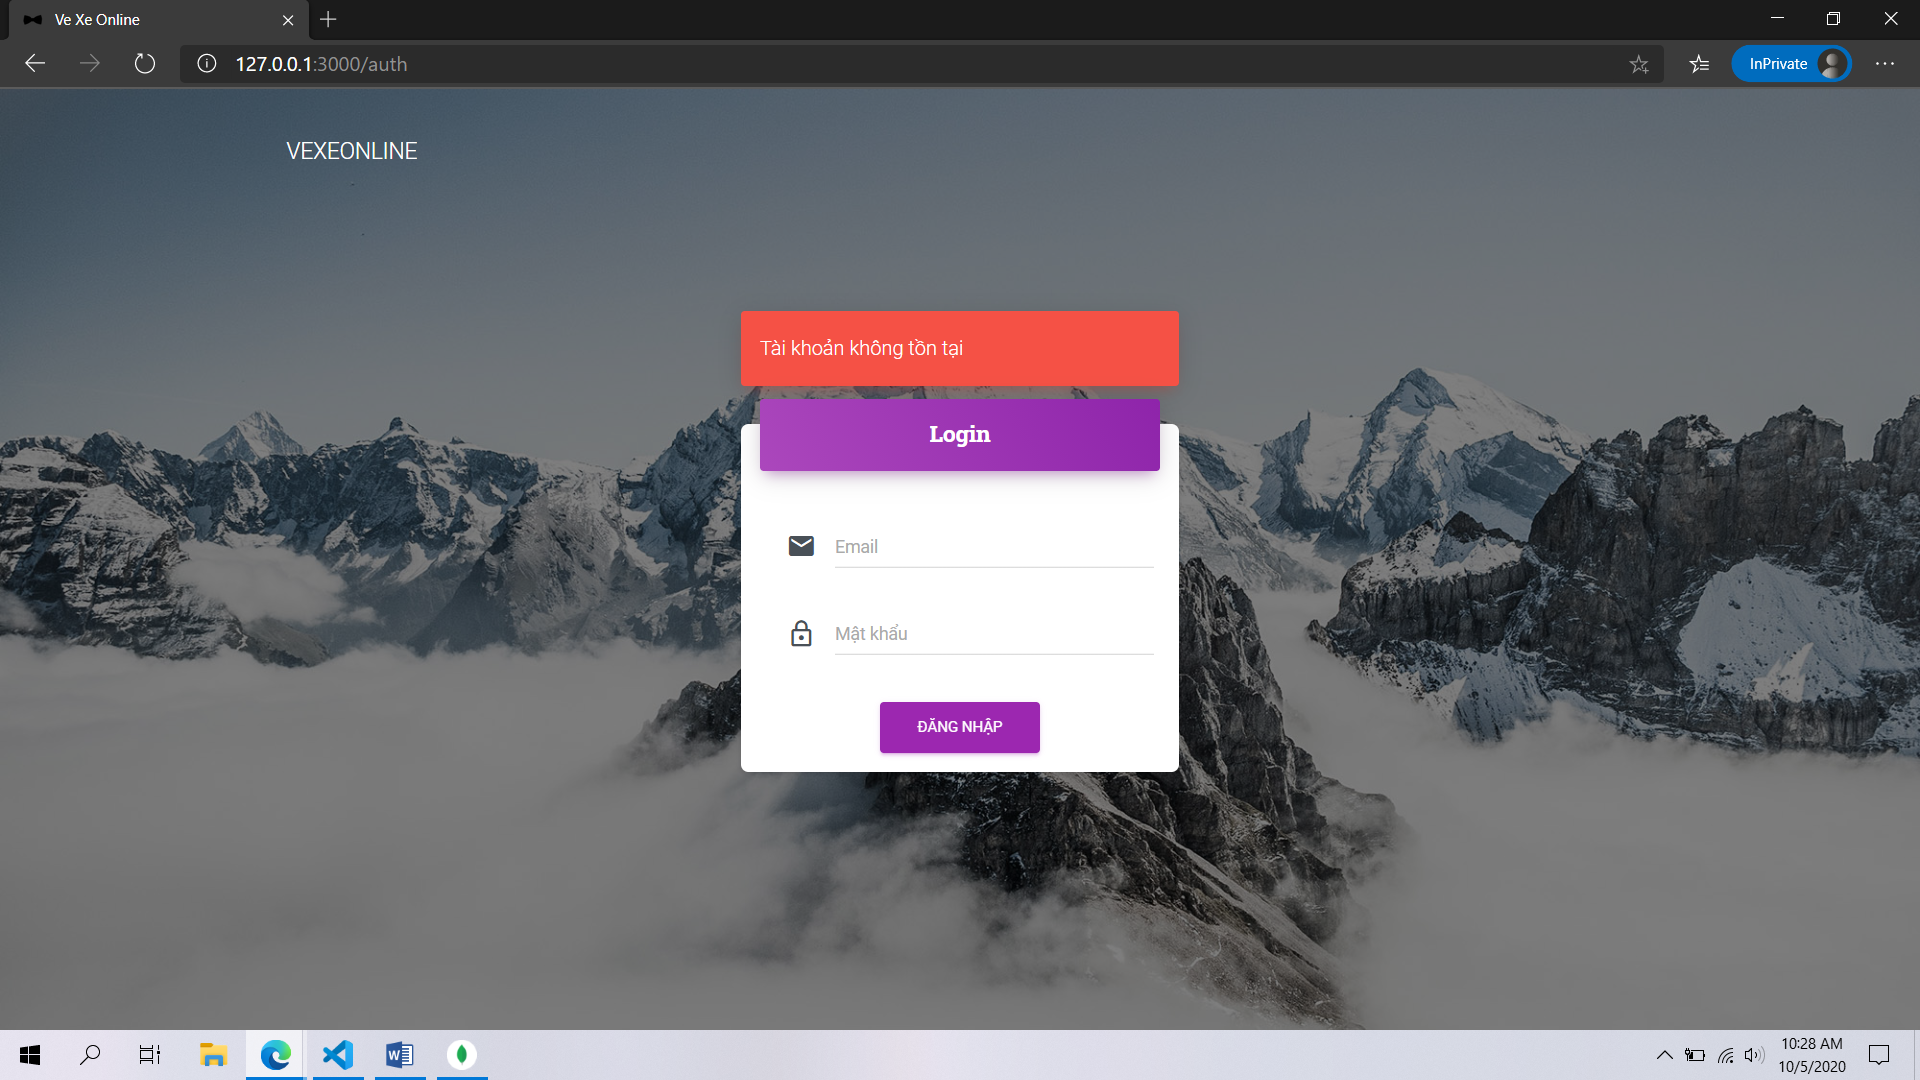 Ve Xe Online
127.0.0.1:3000/auth
InPrivate
VEXEONLINE
Tài khoản không tồn tại
Login
Email
Mật khẩu
ĐĂNG NHẬP
10:28 AM
10/5/2020